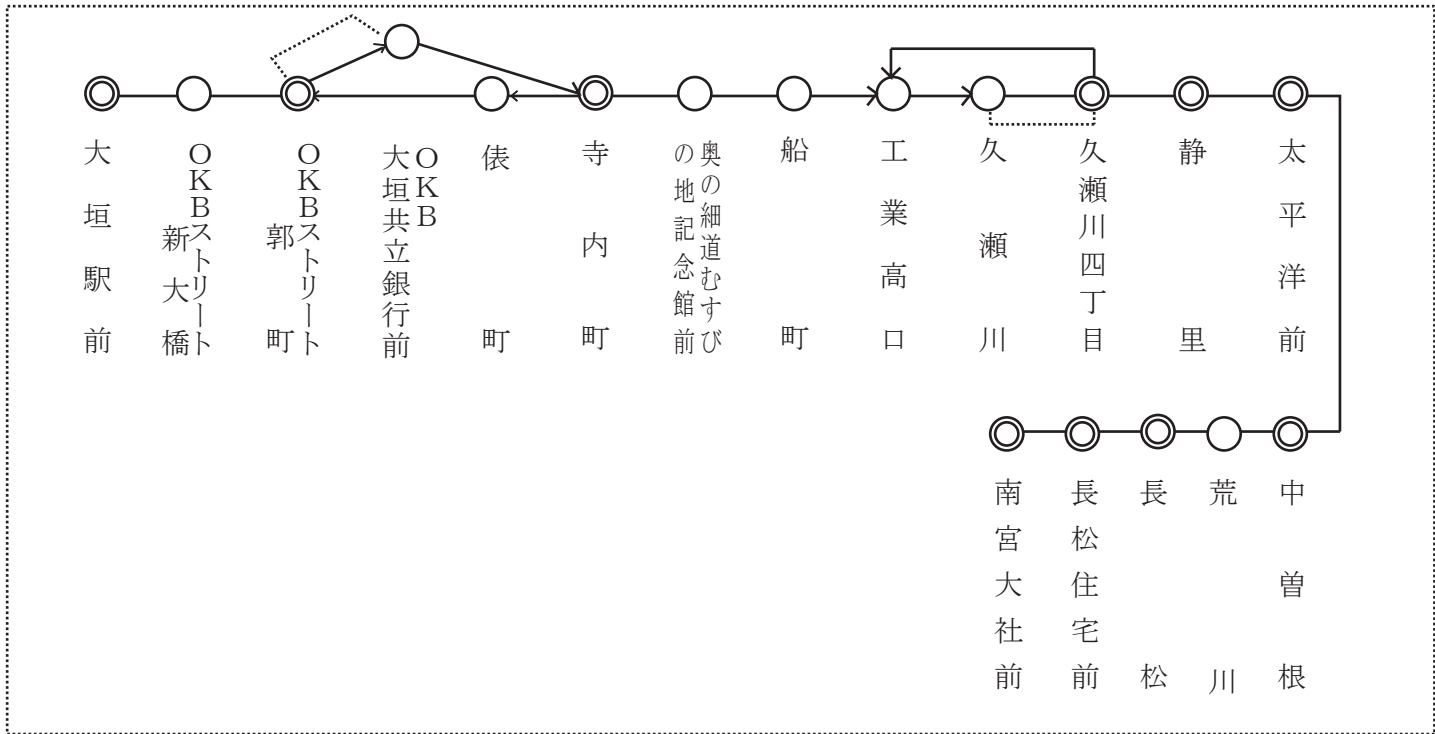 大垣駅前
OKBストリート
新大橋
OKBストリート
郭町
OKB
大垣共立銀行前
俵町
寺内町
奥の細道むすび
の地記念館前
船町
工業高口
久瀬川
久瀬川四丁目
静里
太平洋前
中曽根
荒川
長松
長松住宅前
南宮大社前